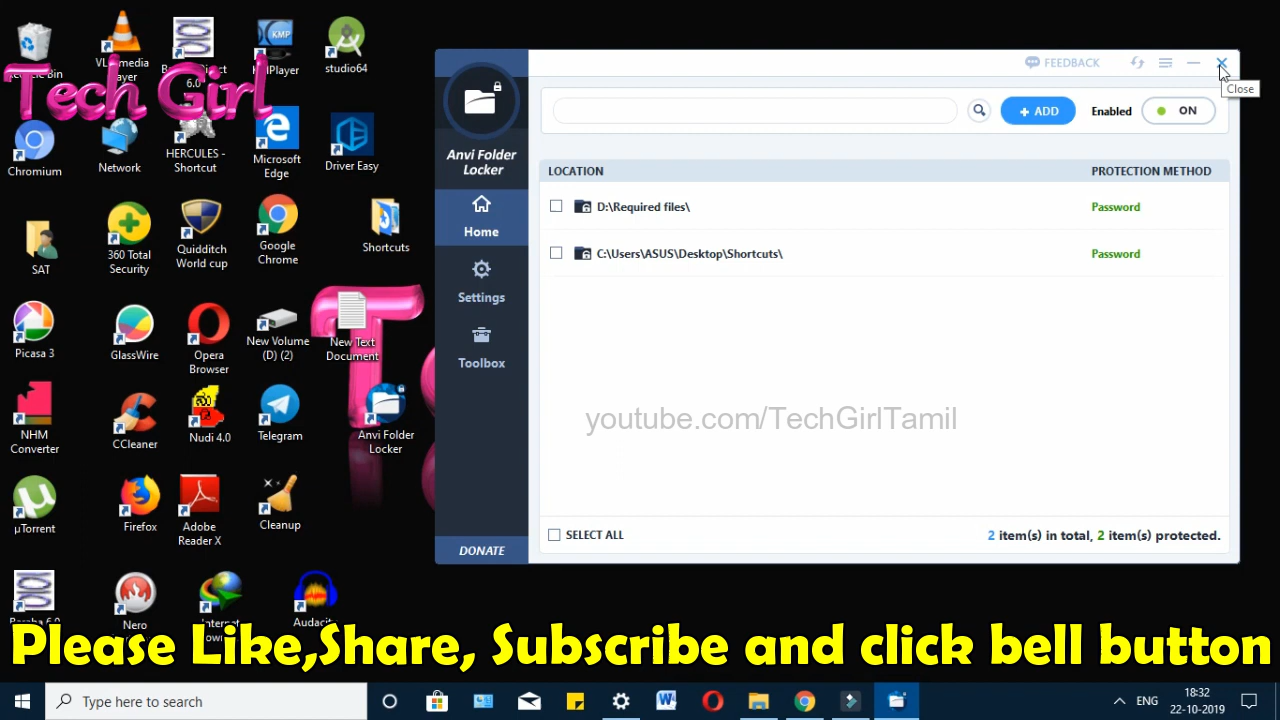 VLC media
Player
KMPlayer
studio64
Tech Girl
6.0
FEEDBACK
Close
ADD
Enabled
ON
Anvi Folder
Locker
LOCATION
PROTECTION METHOD
D:\Required files\
Password
C:\Users\ASUS\Desktop\Shortcuts\
Password
Home
Settings
Toolbox
DONATE
SELECT ALL
2 item(s) in total, 2 item(s) protected.
youtube.com/TechGirlTamil
Chromium
Network
HERCULES -
Shortcut
Microsoft
Edge
Driver Easy
SAT
360 Total
Security
Quidditch
World cup
Google
Chrome
Shortcuts
Picasa 3
GlassWire
Opera
Browser
New Volume
(D) (2)
New Text
Document
NHM
Converter
CCleaner
Nudi 4.0
Telegram
Anvi Folder
Locker
µTorrent
Firefox
Adobe
Reader X
Cleanup
Nero
Please Like,Share, Subscribe and click bell button
Type here to search
ENG
18:32
22-10-2019